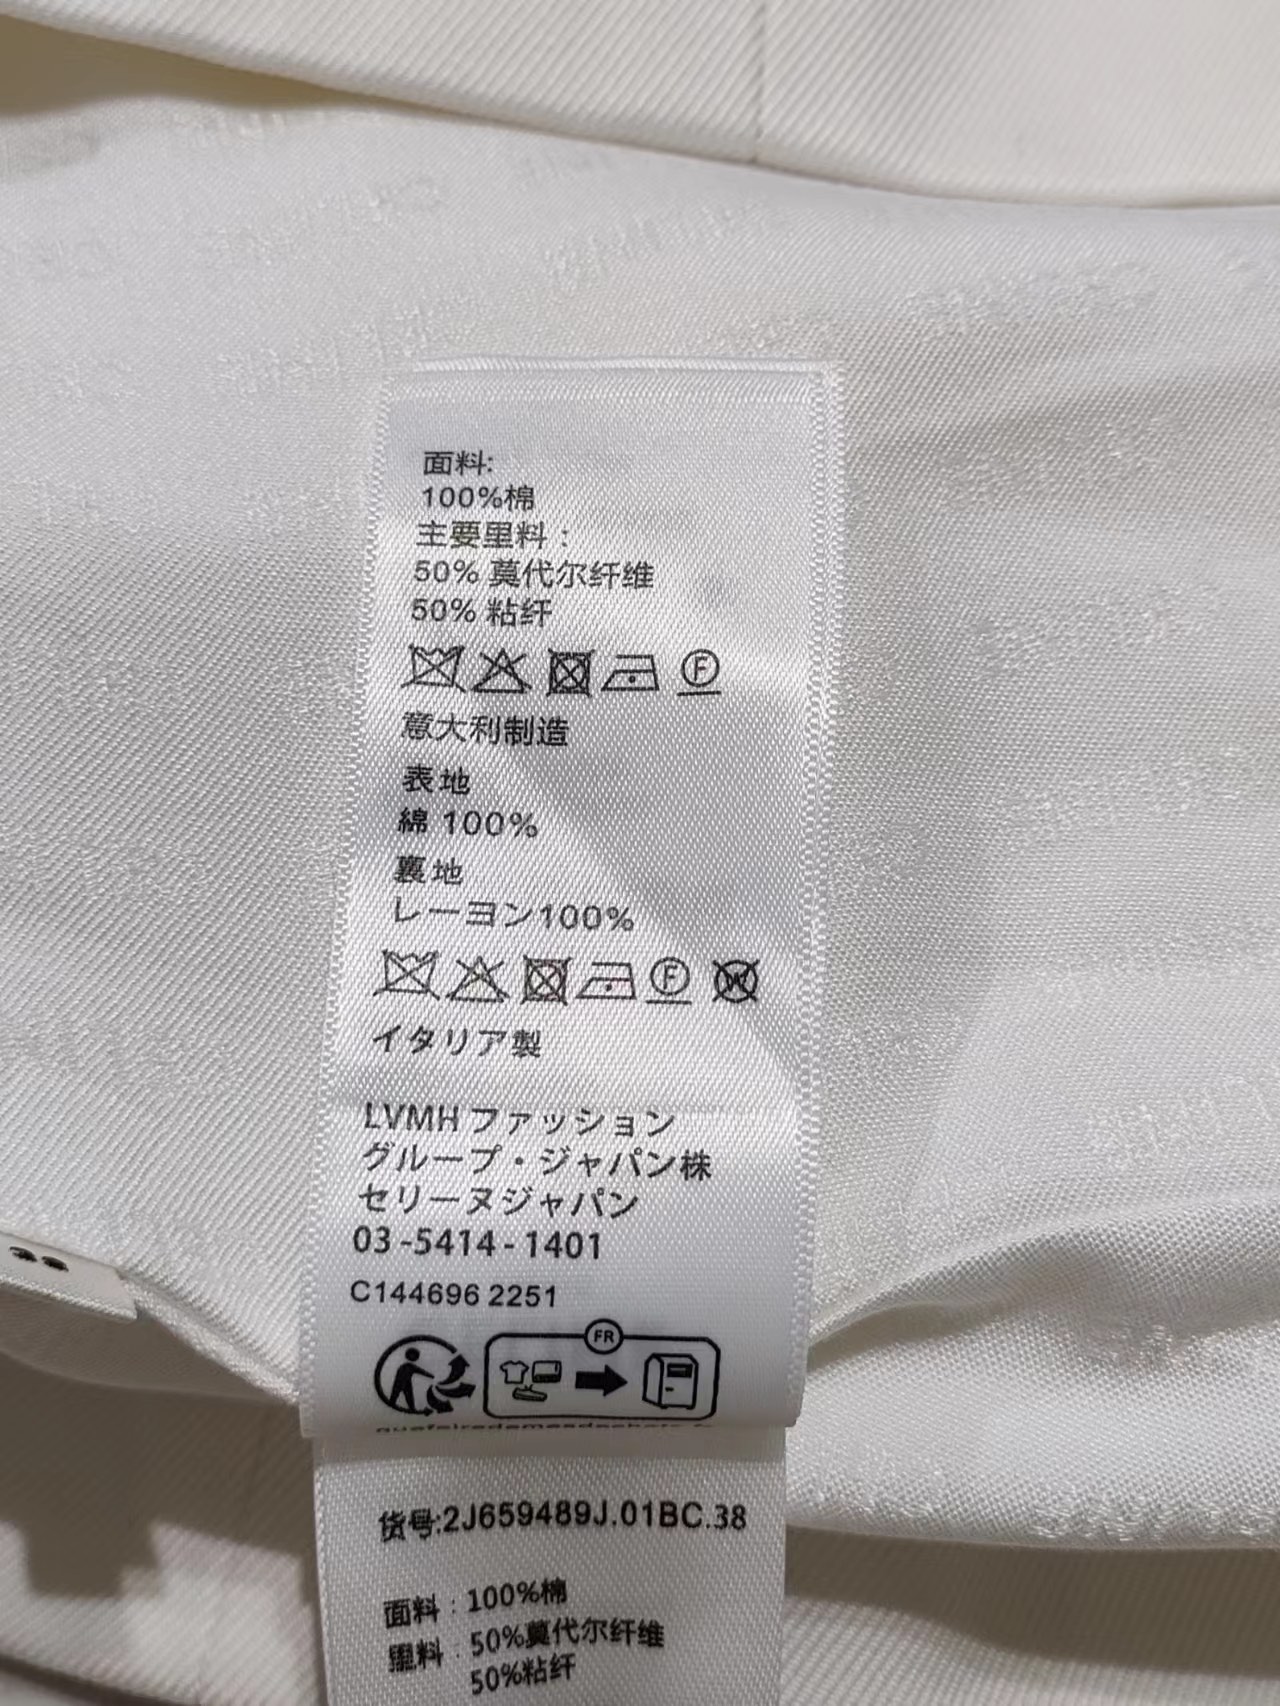 面料:
100%棉
主要里料：
50% 莫代尔纤维
50% 粘纤
F
意大利制造
表地
綿 100%
裏地
レーヨン100%
F W
イタリア製
LVMH ファッション
グループ・ジャパン株
セリーヌジャパン
03-5414-1401
C144696 2251
FR
货号:2J659489J.01BC.38
面料：100%棉
里料：50%莫代尔纤维
50%粘纤